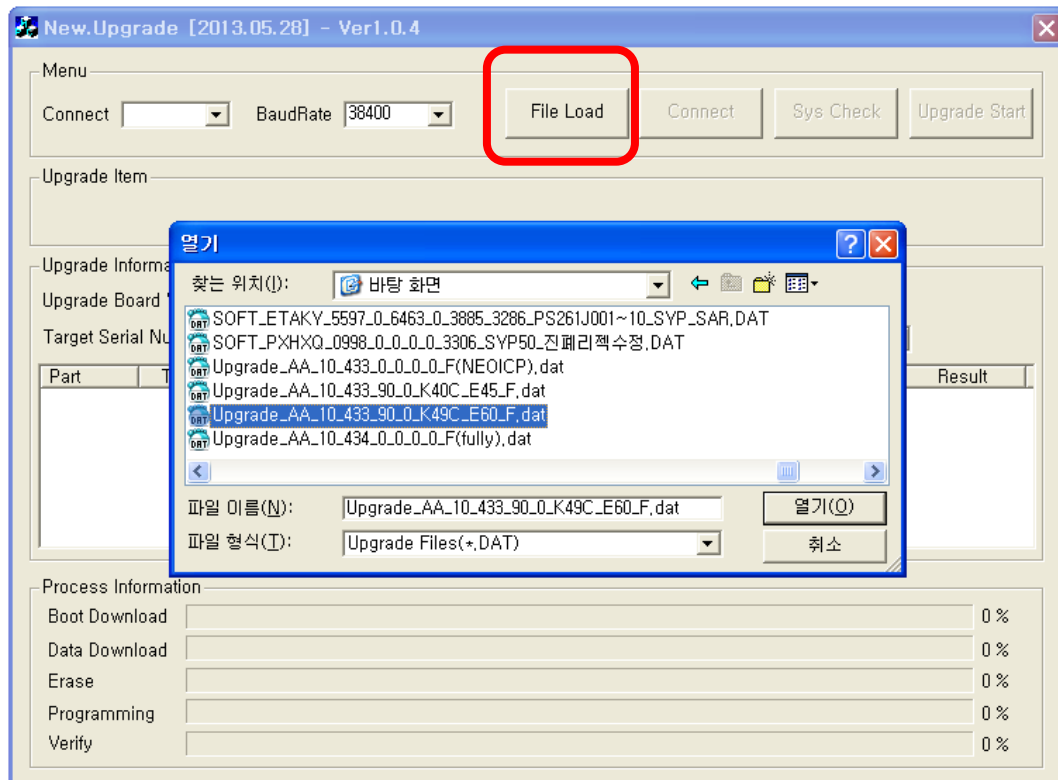 New.Upgrade [2013.05.28] - Ver1.0.4
Menu
Connect BaudRate 38400 File Load Connect Sys Check Upgrade Start
Upgrade Item
열기
Upgrade Informa
찾는 위치(I): 바탕 화면
Upgrade Board
SOFT_ETAKY_5597_0_6463_0_3885_3286_PS261J001~10_SYP_SAR.DAT
Target Serial Nu
SOFT_PXHXQ_0998_0_0_0_0_3306_SYP50_진폐리젝수정.DAT
Part T Result
Upgrade_AA_10_433_0_0_0_0_F(NEOICP).dat
Upgrade_AA_10_433_90_0_K40C_E45_F.dat
Upgrade_AA_10_433_90_0_K49C_E60_F.dat
Upgrade_AA_10_434_0_0_0_0_F(fully).dat
파일 이름(N): Upgrade_AA_10_433_90_0_K49C_E60_F.dat 열기(O)
파일 형식(T): Upgrade Files(*.DAT) 취소
Process Information
Boot Download 0 %
Data Download 0 %
Erase 0 %
Programming 0 %
Verify 0 %